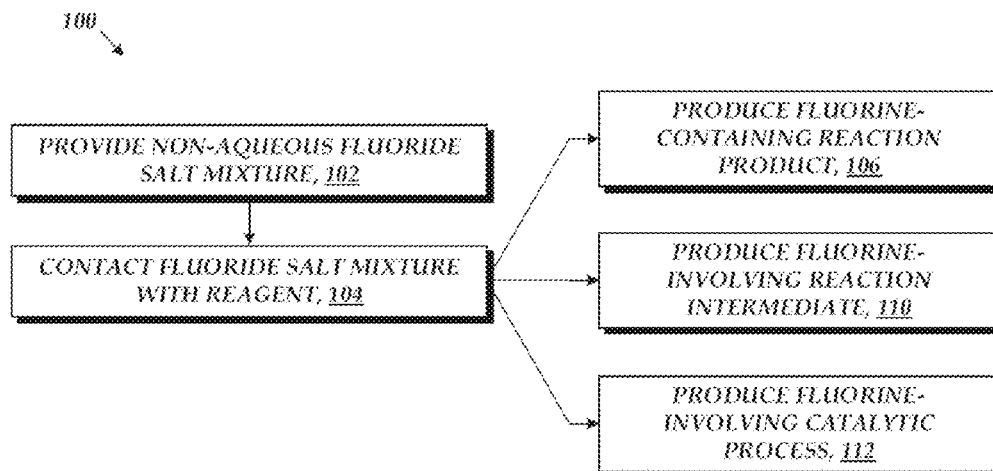 100
PROVIDE NON-AQUEOUS FLUORIDE
SALT MIXTURE, 102
CONTACT FLUORIDE SALT MIXTURE
WITH REAGENT, 104
PRODUCE FLUORINE-
CONTAINING REACTION
PRODUCT, 106
PRODUCE FLUORINE-
INVOLVING REACTION
INTERMEDIATE, 110
PRODUCE FLUORINE-
INVOLVING CATALYTIC
PROCESS, 112